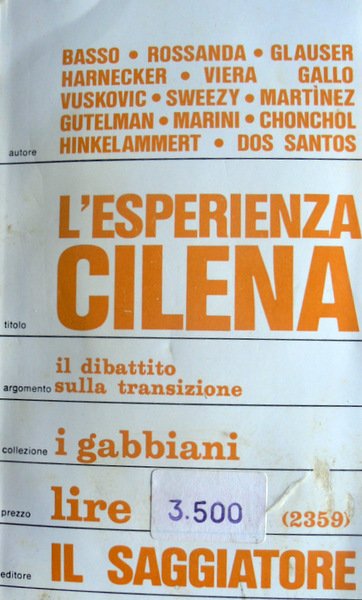 BASSO • ROSSANDA • GLAUSER
HARNECKER • VIERA GALLO
VUSKOVIC • SWEEZY • MARTÌNEZ
GUTELMAN • MARINI • CHONCHOL
autore HINKELAMMERT • DOS SANTOS
L'ESPERIENZA
titolo CILENA
il dibattito
argomento sulla transizione
collezione i gabbiani
prezzo lire 3.500 (2359)
editore IL SAGGIATORE